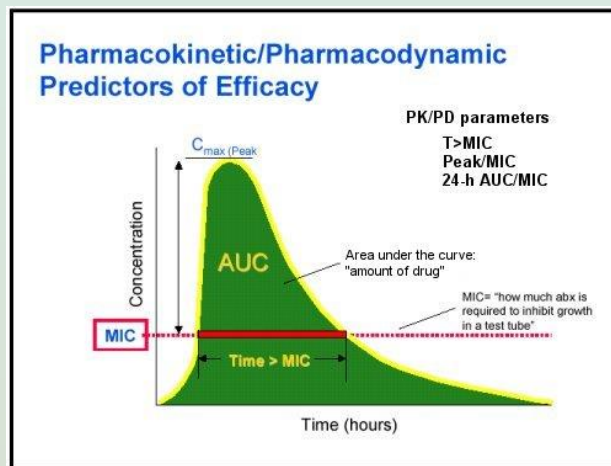 Pharmacokinetic/Pharmacodynamic
Predictors of Efficacy
PK/PD parameters
T>MIC
Peak/MIC
24-h AUC/MIC
Cmax (Peak
Concentration
AUC
Area under the curve:
"amount of drug"
MIC= "how much abx is
required to inhibit growth
in a test tube"
MIC
Time > MIC
Time (hours)